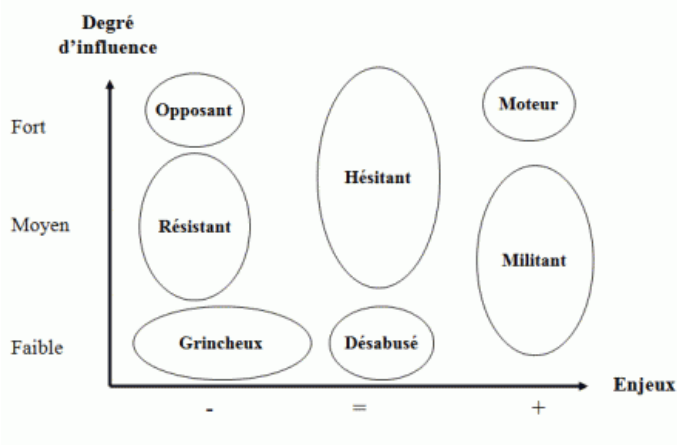 Degré
d'influence
Opposant
Moteur
Fort
Hésitant
Moyen
Résistant
Militant
Faible
Grincheux
Désabusé
Enjeux
-
=
+